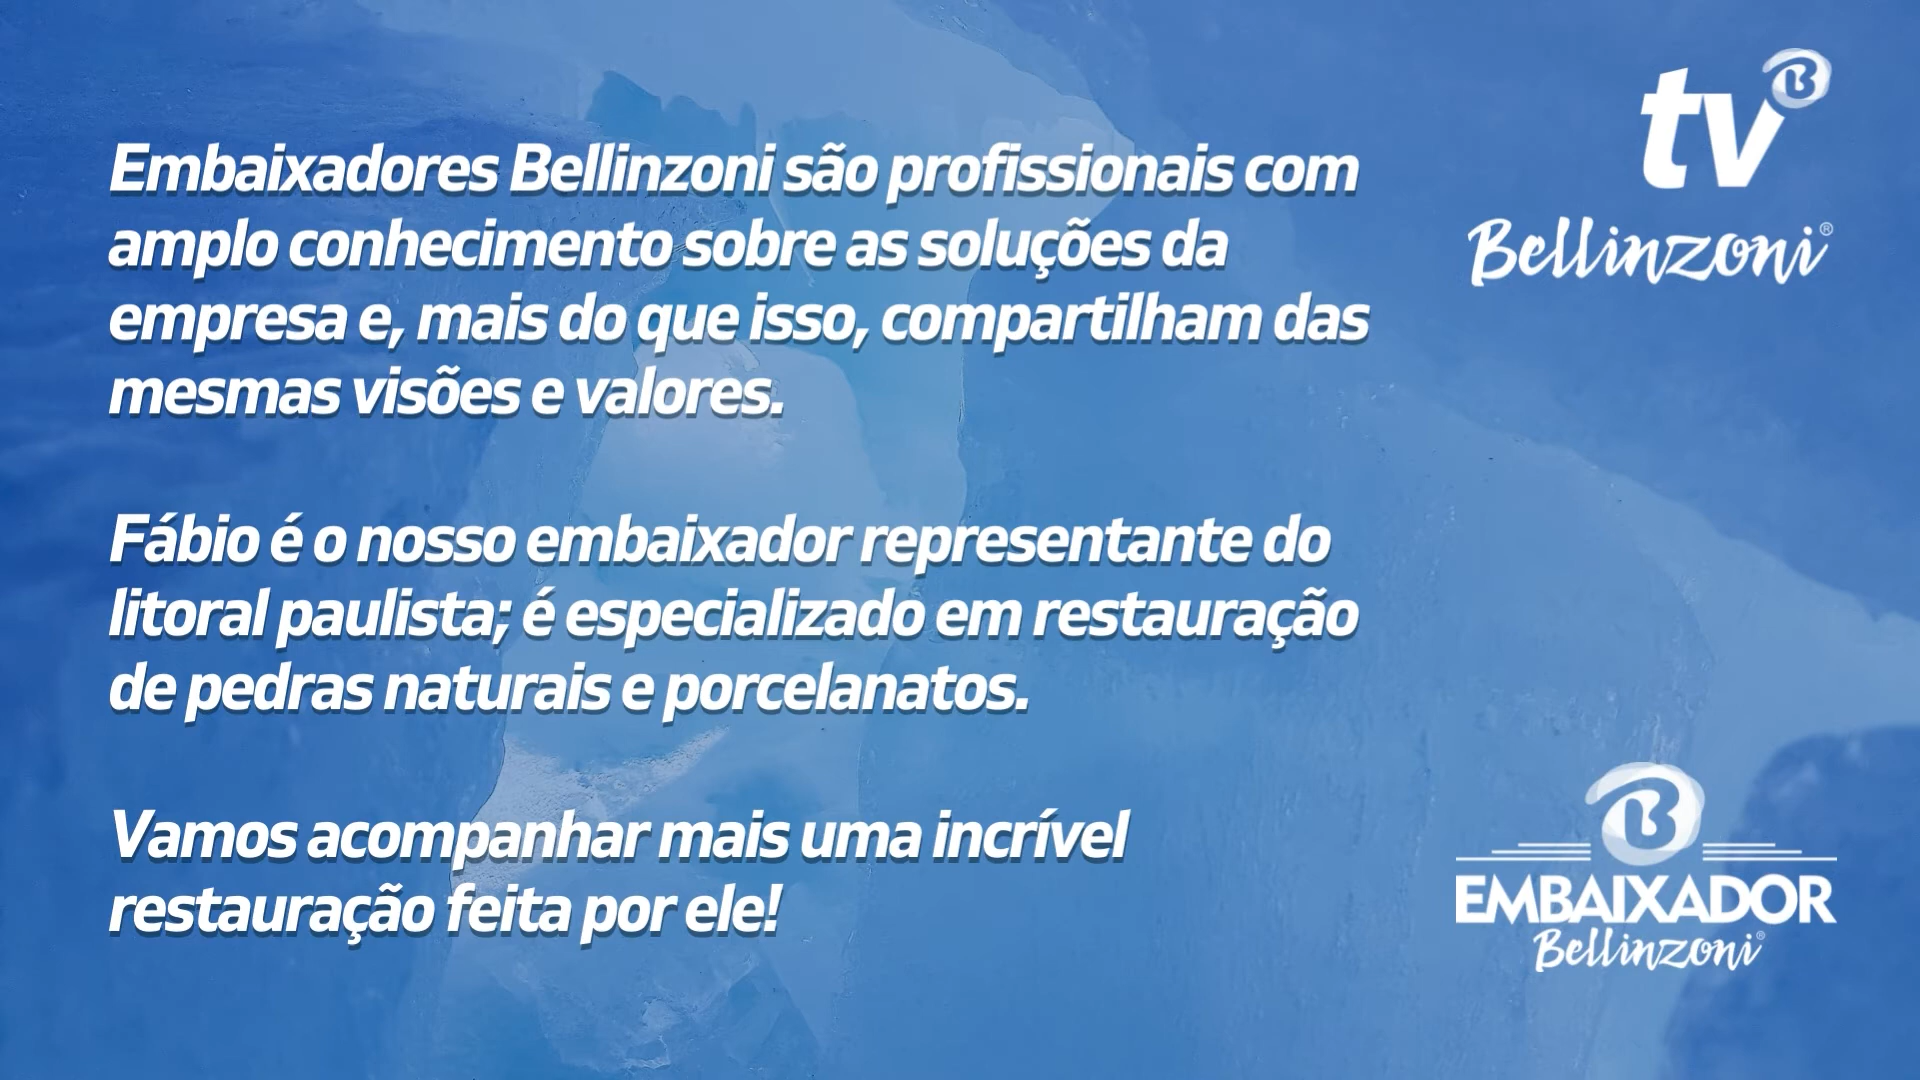 Embaixadores Bellinzoni são profissionais com
amplo conhecimento sobre as soluções da
empresa e, mais do que isso, compartilham das
mesmas visões e valores.
Fábio é o nosso embaixador representante do
litoral paulista; é especializado em restauração
de pedras naturais e porcelanatos.
Vamos acompanhar mais uma incrível
restauração feita por ele!
tv B
Bellinzoni®
B
EMBAIXADOR
Bellinzoni®